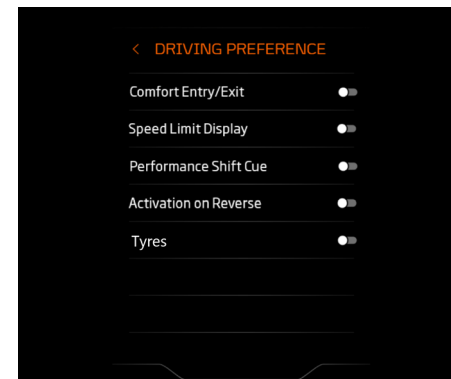 DRIVING PREFERENCE
Comfort Entry/Exit
Speed Limit Display
Performance Shift Cue
Activation on Reverse
Tyres